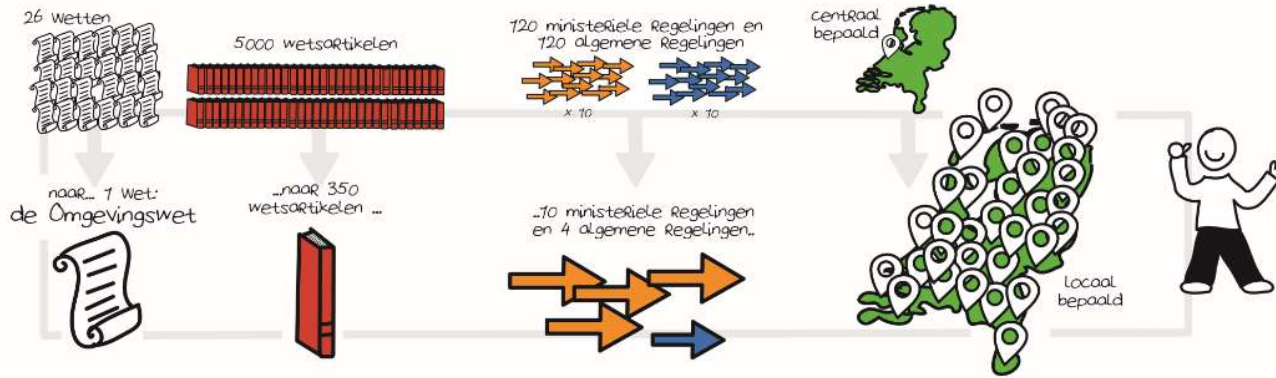 26 wetten
5000 wetsartikelen
120 ministeriele regelingen en
120 algemene regelingen
x 10
x 10
centraal
bepaald
naar... 1 wet:
de Omgevingswet
...naar 350
wetsartikelen ...
..10 ministeriele regelingen
en 4 algemene regelingen..
locaal
bepaald